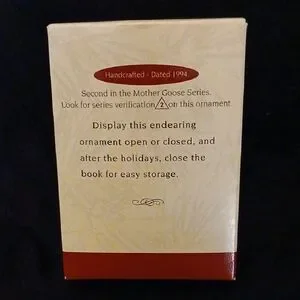 Handcrafted - Dated 1994
Second in the Mother Goose Series.
Look for series verification 2 on this ornament
Display this endearing
ornament open or closed, and
after the holidays, close the
book for easy storage.